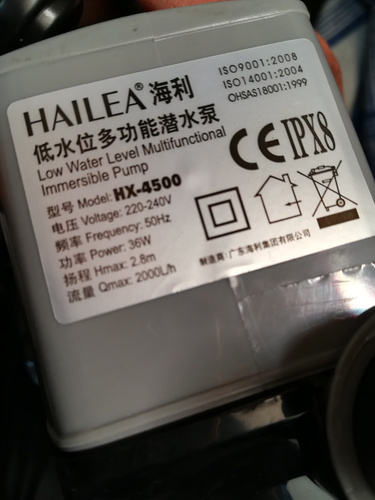 HAILEA® 海利
ISO9001:2008
ISO14001:2004
OHSAS18001:1999
低水位多功能潜水泵
Low Water Level Multifunctional
Immersible Pump
CE IPX8
型号 Model: HX-4500
电压 Voltage: 220-240V
频率 Frequency: 50Hz
功率 Power: 36W
扬程 Hmax: 2.8m
流量 Qmax: 2000L/h
制造商:广东海利集团有限公司